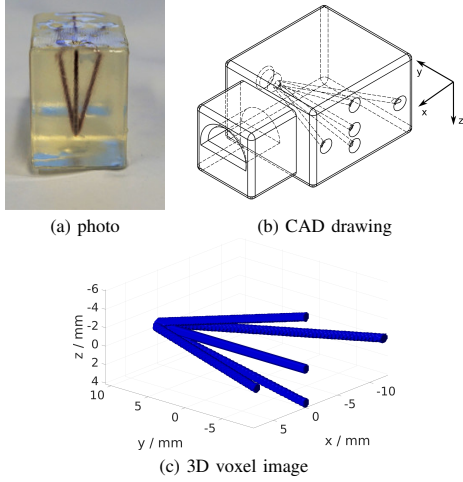 y
x
z
(a) photo
(b) CAD drawing
-6
-4
-2
0
2
4
z / mm
10
5
0
-5
y / mm
5
0
-5
-10
x / mm
(c) 3D voxel image